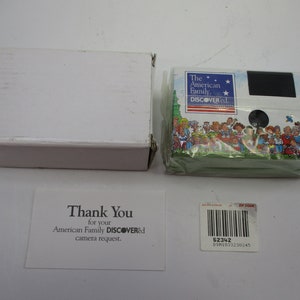 The
American
Family
DISCOVERed.
Thank You
for your
American Family DISCOVERed
camera request.
52342